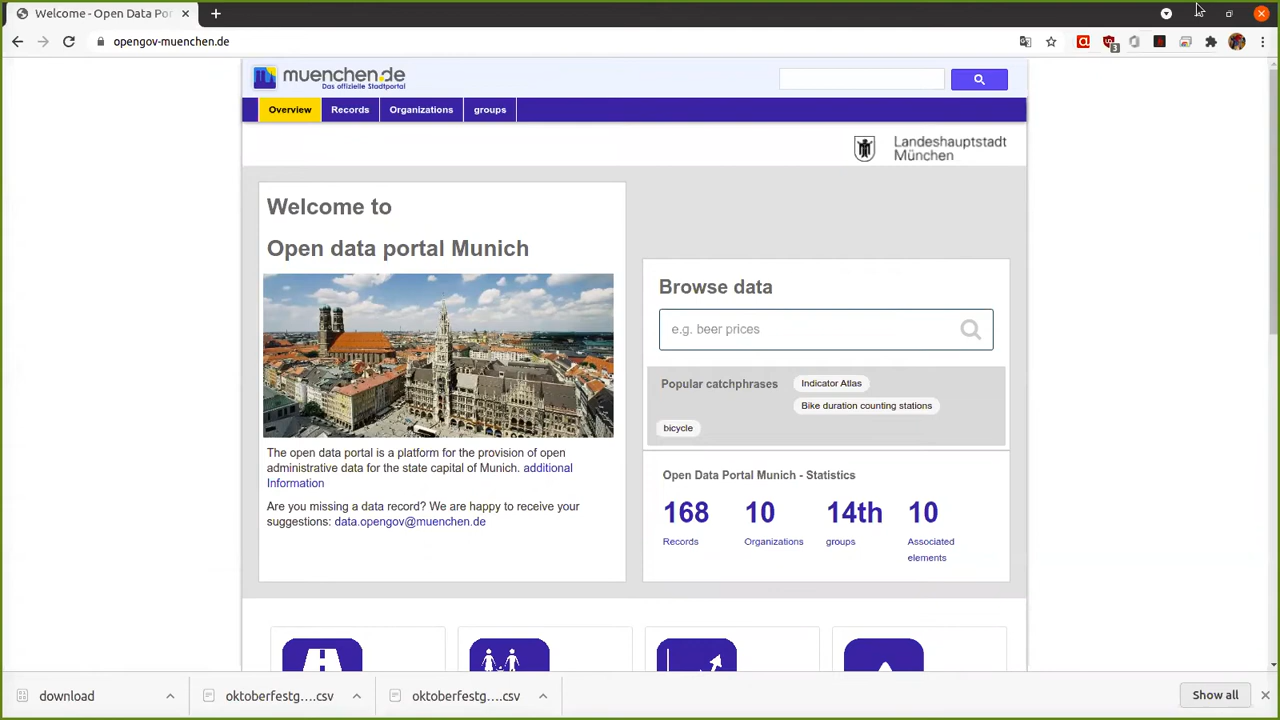 Welcome - Open Data Por
opengov-muenchen.de
3
muenchen.de
Das offizielle Stadtportal
Overview Records Organizations groups
Landeshauptstadt
München
Welcome to
Open data portal Munich
The open data portal is a platform for the provision of open
administrative data for the state capital of Munich. additional
Information
Are you missing a data record? We are happy to receive your
suggestions: data.opengov@muenchen.de
Browse data
e.g. beer prices
Popular catchphrases Indicator Atlas
Bike duration counting stations
bicycle
Open Data Portal Munich - Statistics
168 10 14th 10
Records Organizations groups Associated
elements
download oktoberfestg....csv oktoberfestg....csv Show all